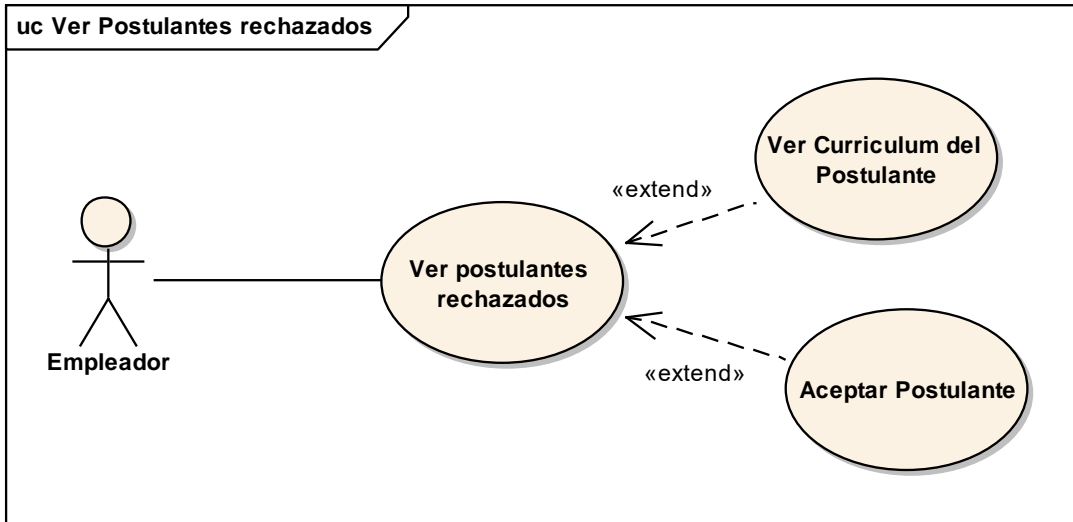 uc Ver Postulantes rechazados
Ver Curriculum del
Postulante
«extend»
Ver postulantes
rechazados
Empleador
«extend»
Aceptar Postulante